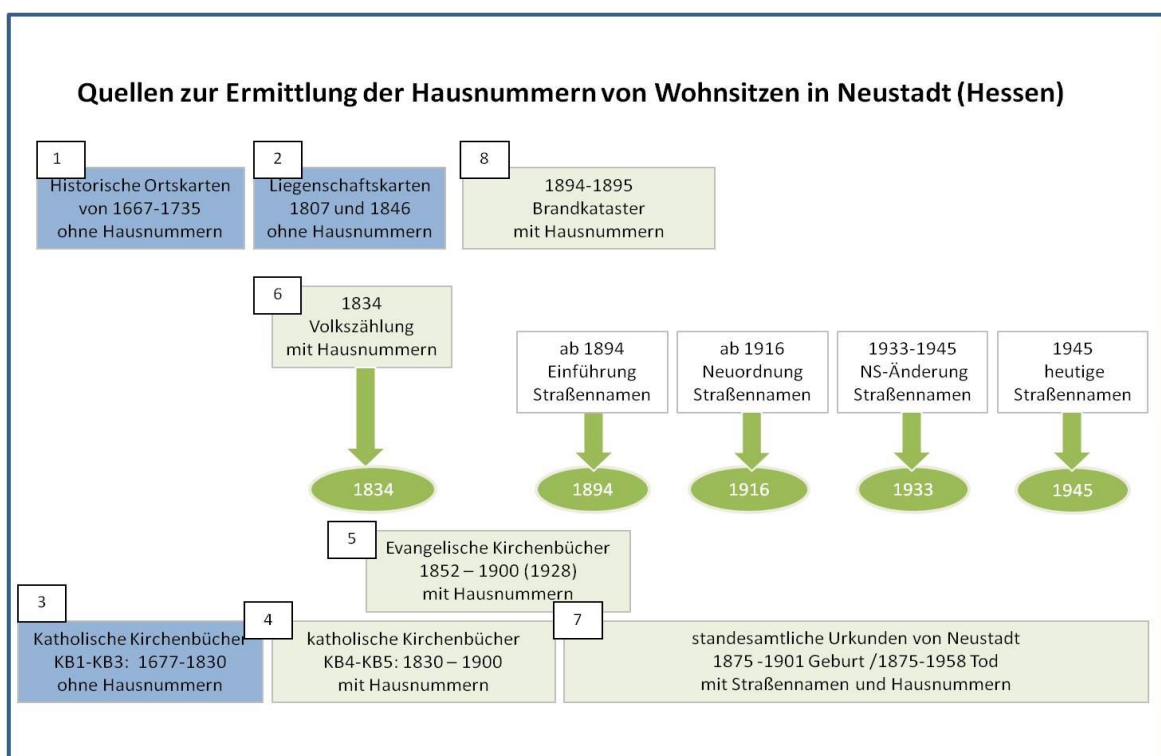 Quellen zur Ermittlung der Hausnummern von Wohnsitzen in Neustadt (Hessen)
1
Historische Ortskarten
von 1667-1735
ohne Hausnummern
2
Liegenschaftskarten
1807 und 1846
ohne Hausnummern
8
1894-1895
Brandkataster
mit Hausnummern
6
1834
Volkszählung
mit Hausnummern
ab 1894
Einführung
Straßennamen
ab 1916
Neuordnung
Straßennamen
1933-1945
NS-Änderung
Straßennamen
1945
heutige
Straßennamen
1834
1894
1916
1933
1945
5
Evangelische Kirchenbücher
1852 – 1900 (1928)
mit Hausnummern
3
Katholische Kirchenbücher
KB1-KB3: 1677-1830
ohne Hausnummern
4
katholische Kirchenbücher
KB4-KB5: 1830 – 1900
mit Hausnummern
7
standesamtliche Urkunden von Neustadt
1875 -1901 Geburt /1875-1958 Tod
mit Straßennamen und Hausnummern